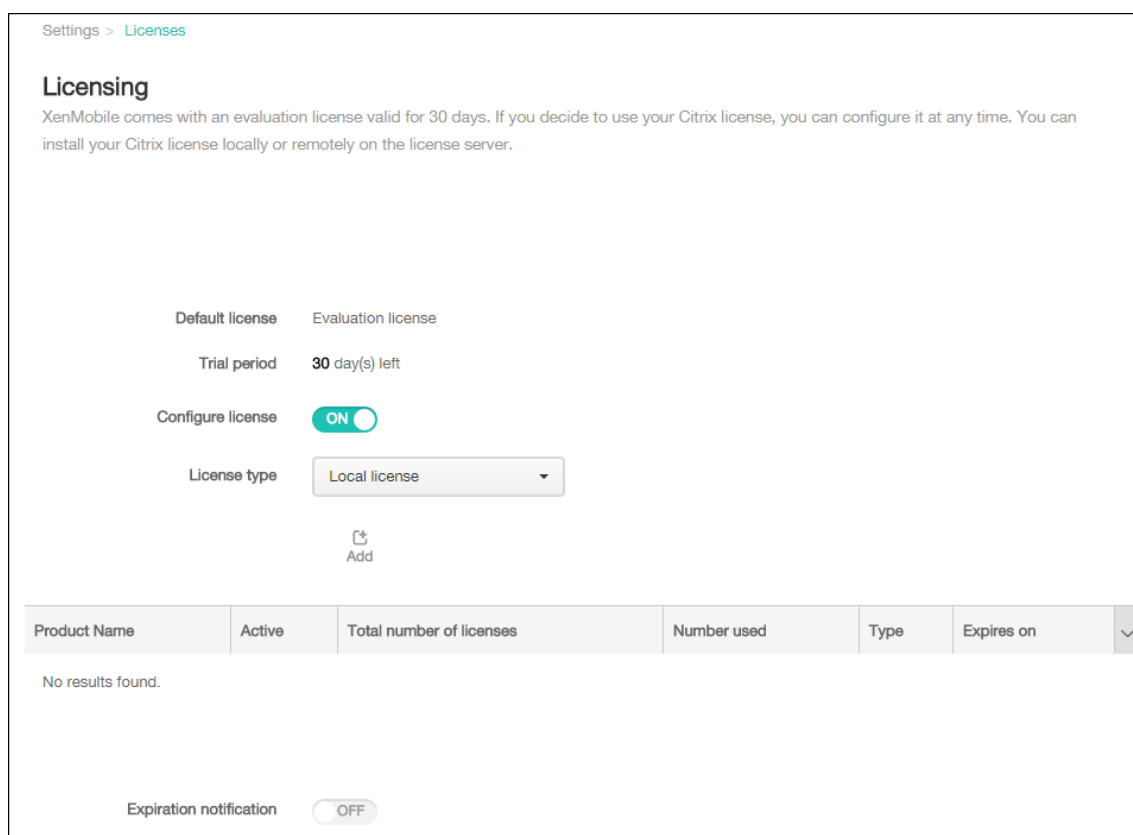 Settings > Licenses
Licensing
XenMobile comes with an evaluation license valid for 30 days. If you decide to use your Citrix license, you can configure it at any time. You can
install your Citrix license locally or remotely on the license server.
Default license Evaluation license
Trial period 30 day(s) left
Configure license ON
License type Local license
Add
Product Name Active Total number of licenses Number used Type Expires on
No results found.
Expiration notification OFF